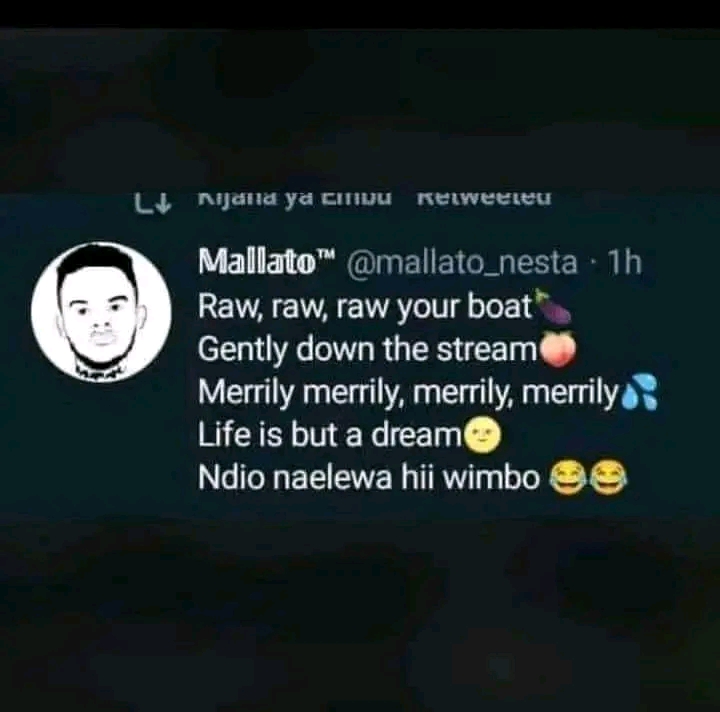 Kijana ya Embu Retweeted
Mallato™ @mallato_nesta · 1h
Raw, raw, raw your boat🍆
Gently down the stream🍑
Merrily merrily, merrily, merrily💦
Life is but a dream🌝
Ndio naelewa hii wimbo 😂😂